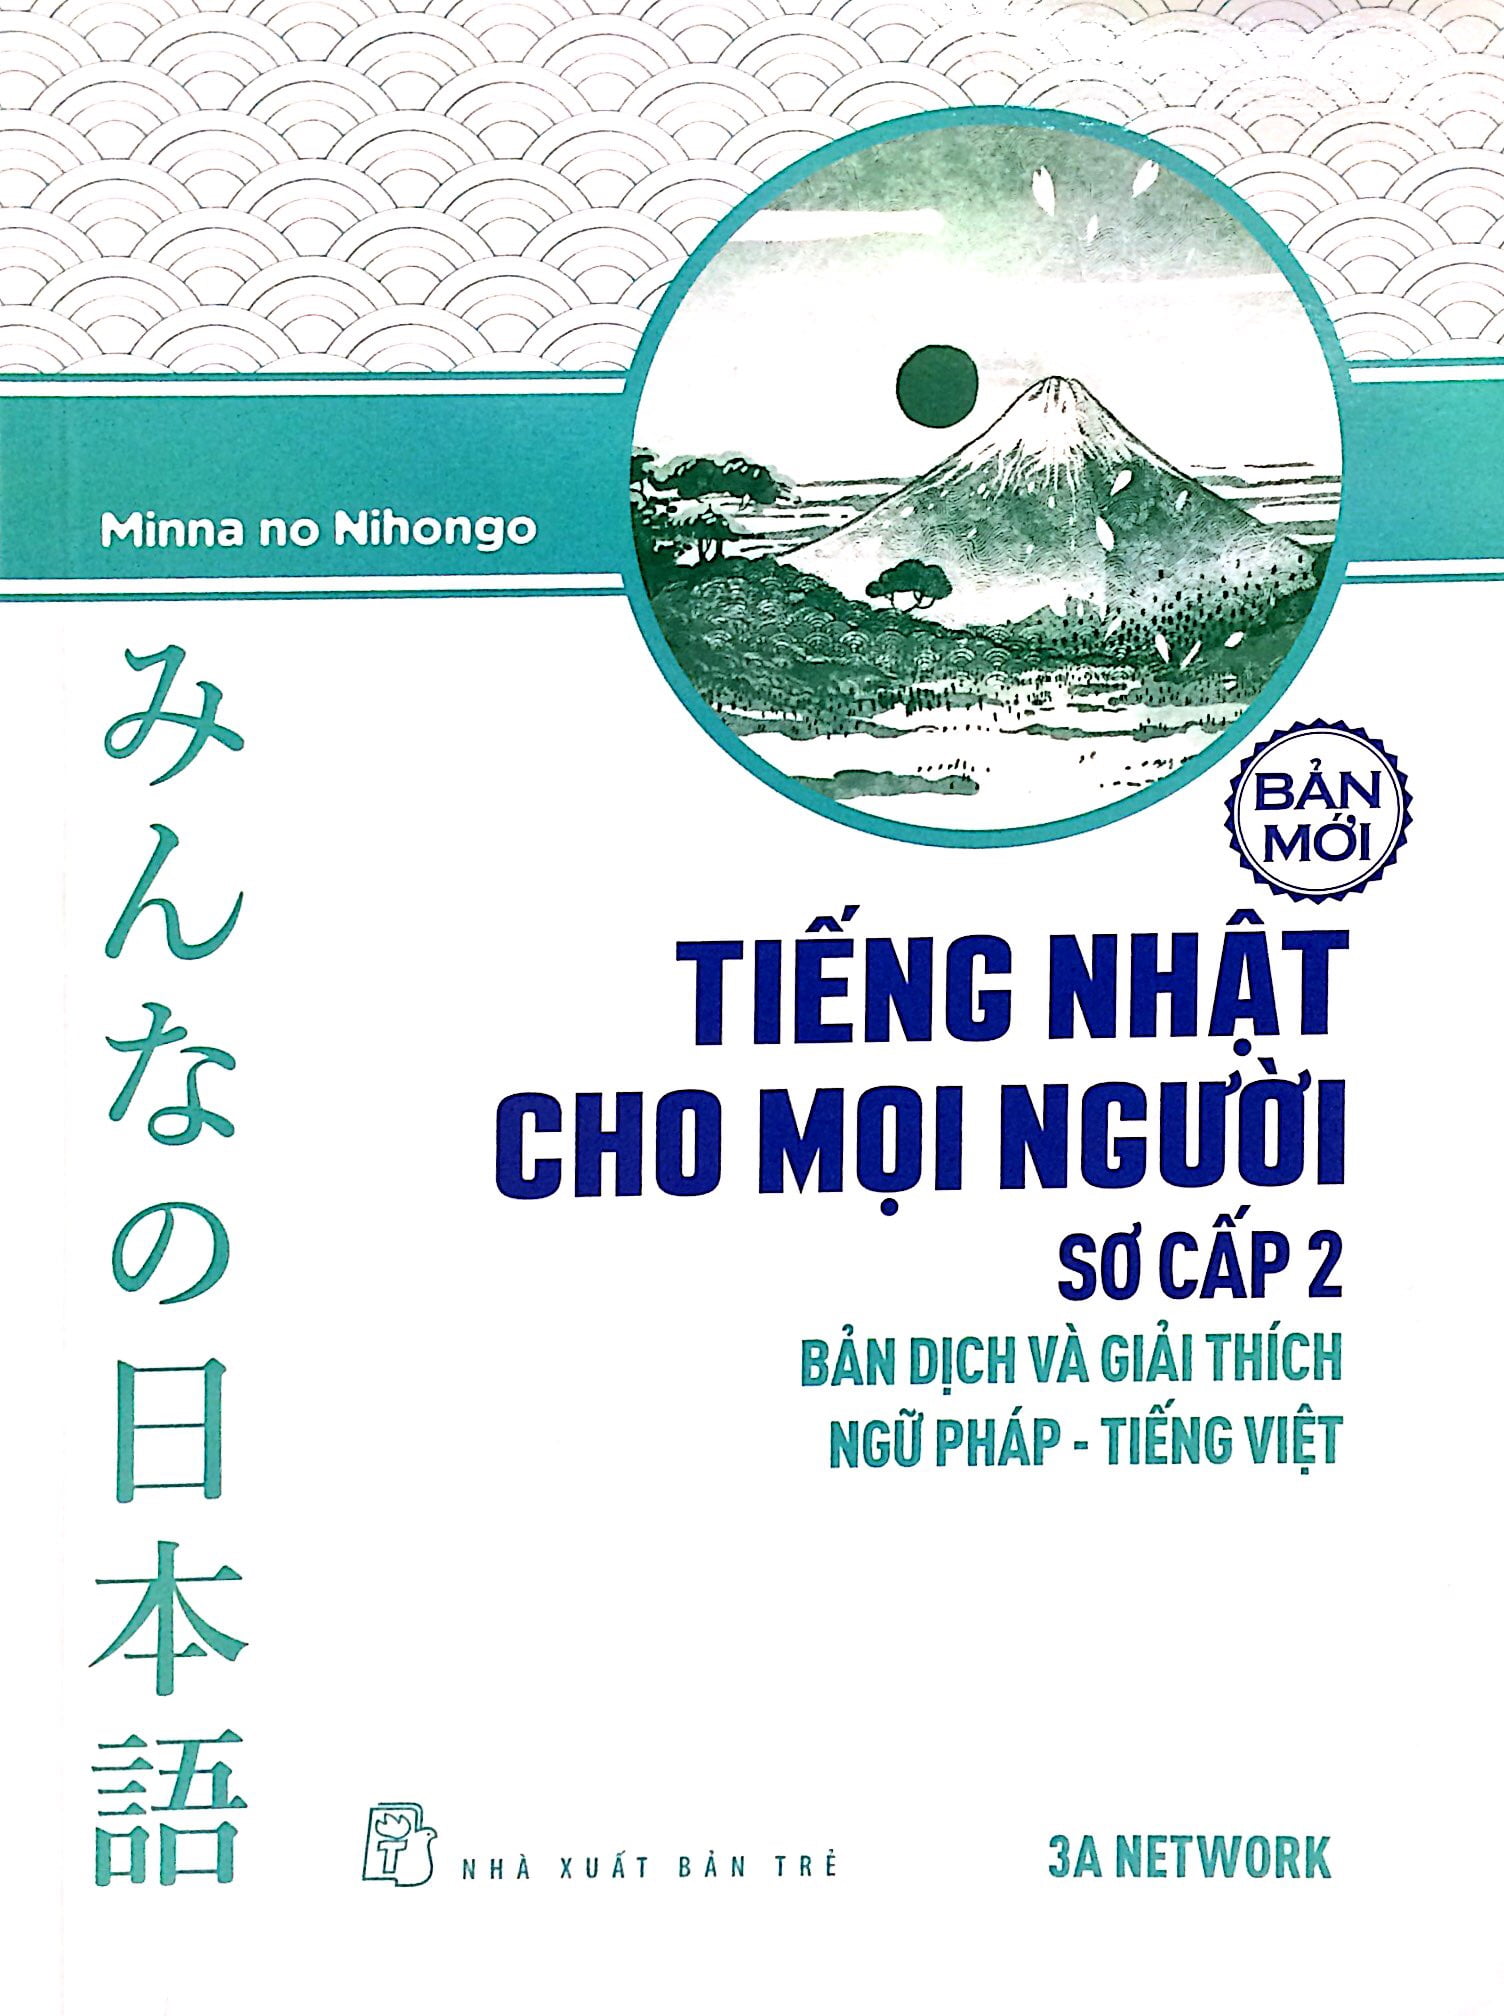 Minna no Nihongo
みんなの日本語
BẢN
MỚI
TIẾNG NHẬT
CHO MỌI NGƯỜI
SƠ CẤP 2
BẢN DỊCH VÀ GIẢI THÍCH
NGỮ PHÁP - TIẾNG VIỆT
T
NHÀ XUẤT BẢN TRẺ
3A NETWORK